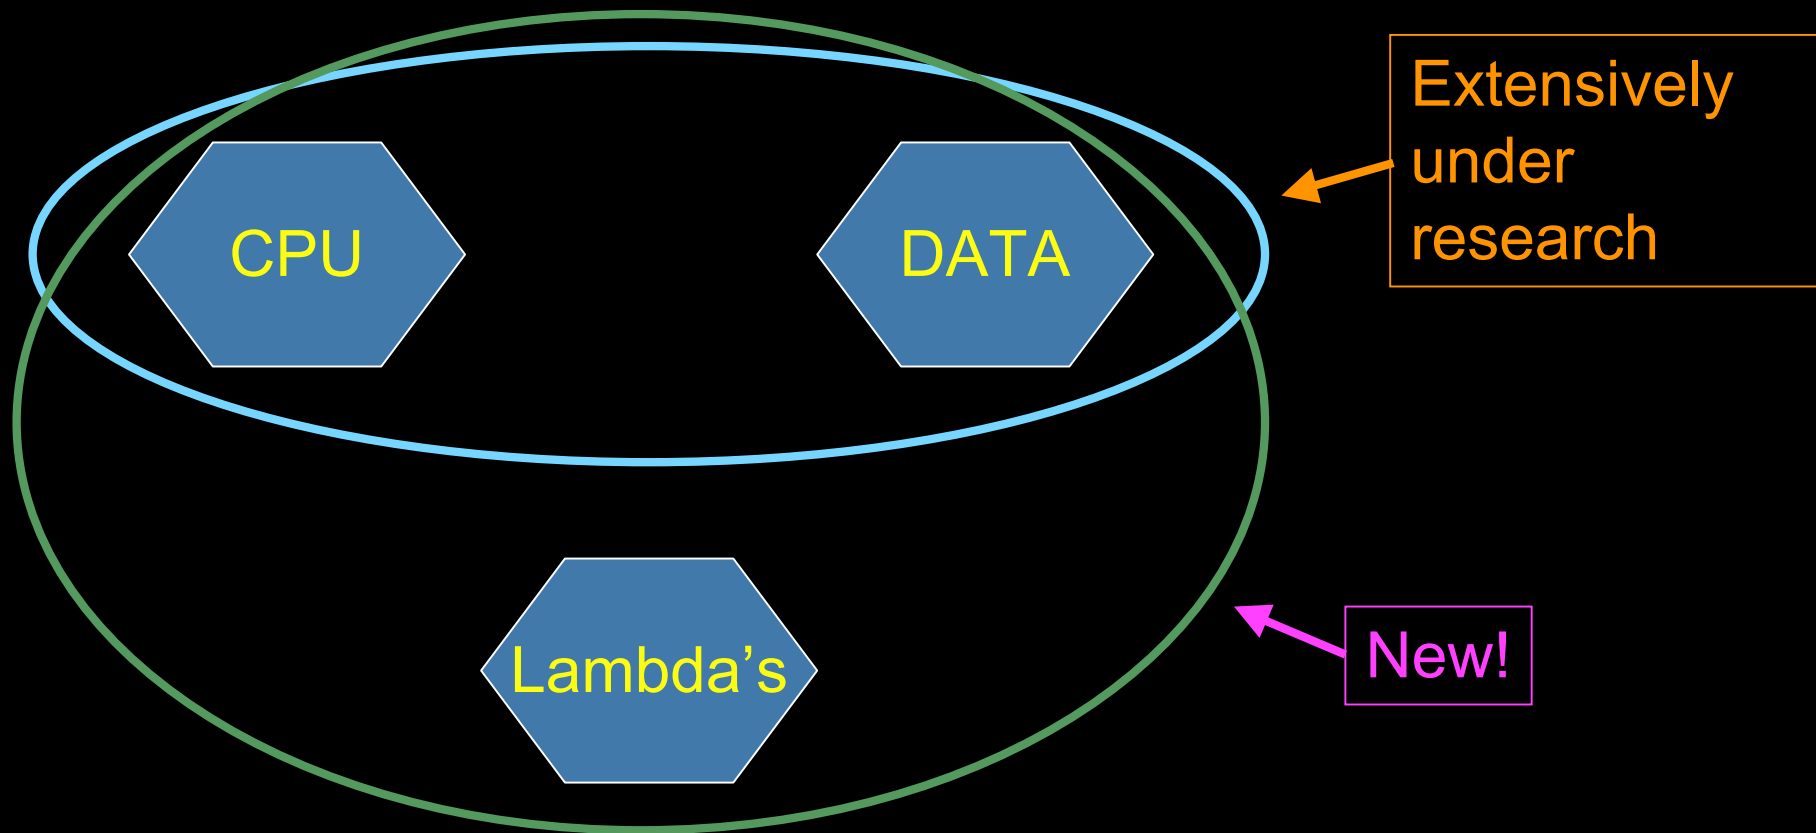 CPU
DATA
Extensively
under
research
Lambda’s
New!